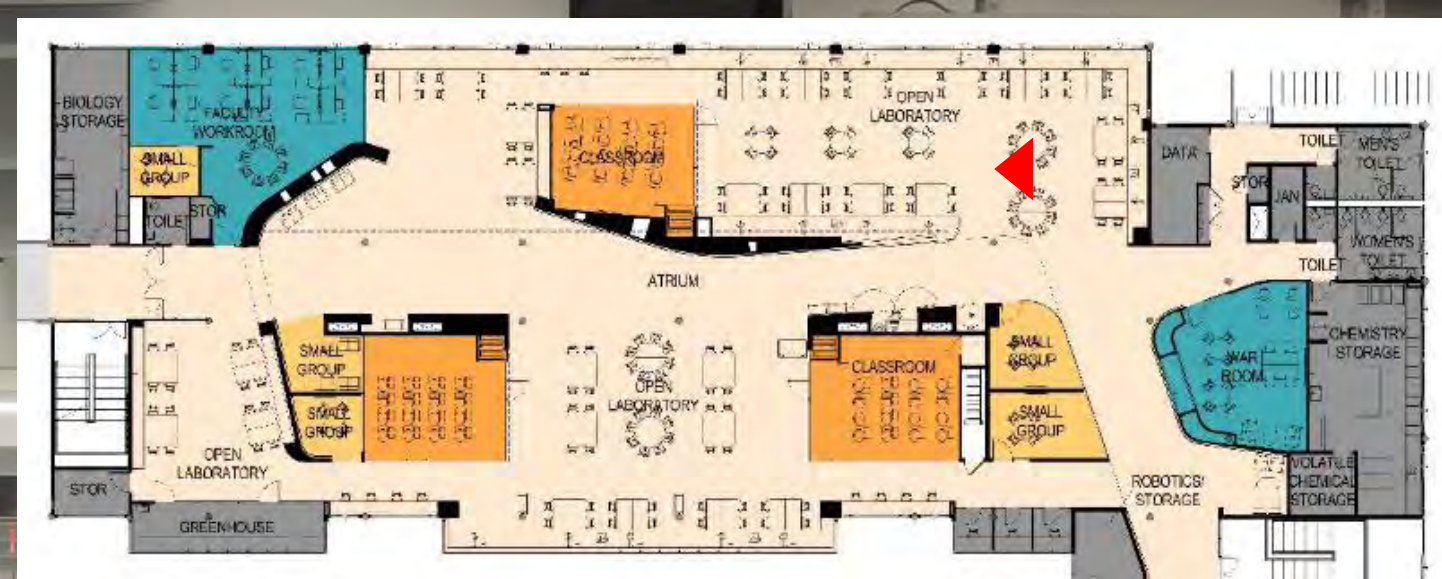 BIOLOGY
STORAGE
FACULTY
WORKROOM
SMALL
GROUP
TOILET
STOR
CLASSROOM
OPEN
LABORATORY
DATA
STOR
JAN
TOILET
MEN'S
TOILET
WOMEN'S
TOILET
TOILET
ATRIUM
SMALL
GROUP
SMALL
GROUP
OPEN
LABORATORY
STOR
GREENHOUSE
OPEN
LABORATORY
CLASSROOM
SMALL
GROUP
SMALL
GROUP
WAR
ROOM
CHEMISTRY
STORAGE
VOLATILE
CHEMICAL
STORAGE
ROBOTICS/
STORAGE